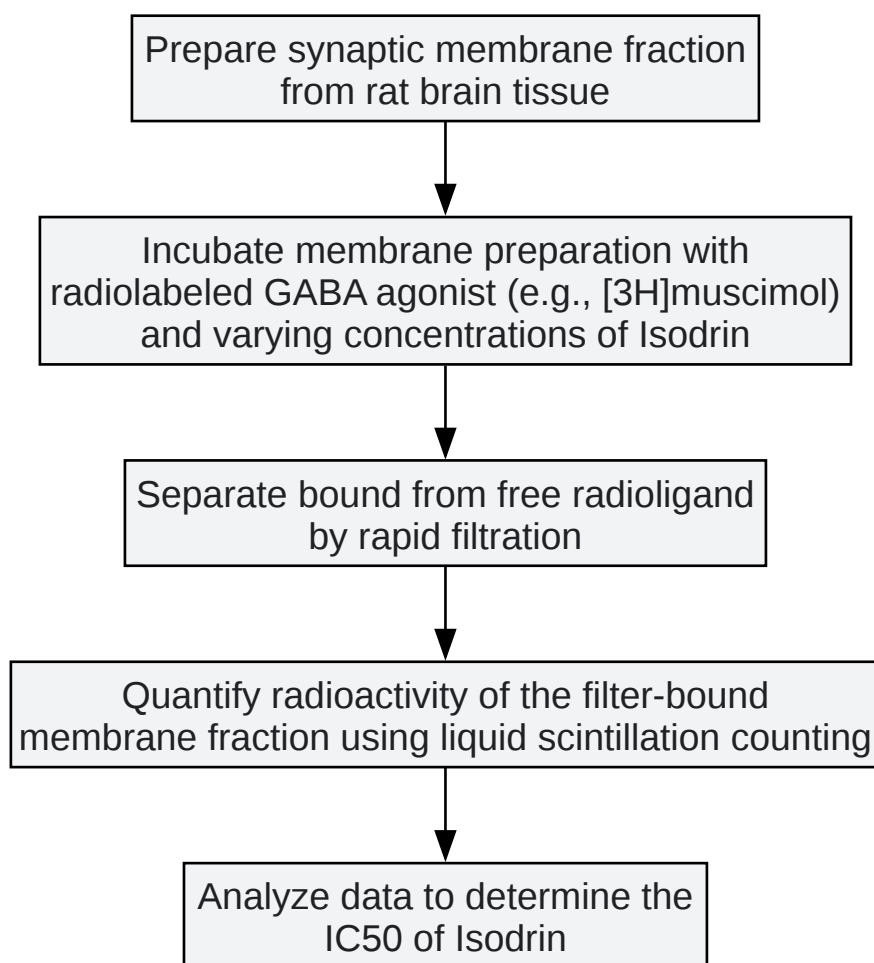 Prepare synaptic membrane fraction
from rat brain tissue
Incubate membrane preparation with
radiolabeled GABA agonist (e.g., [3H]muscimol)
and varying concentrations of Isodrin
Separate bound from free radioligand
by rapid filtration
Quantify radioactivity of the filter-bound
membrane fraction using liquid scintillation counting
Analyze data to determine the
IC50 of Isodrin